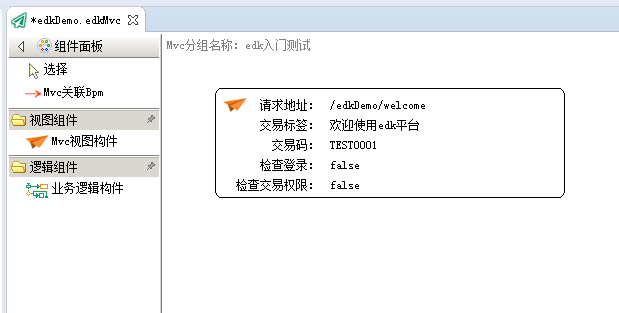 *edkDemo.edkMvc
组件面板
选择
Mvc关联Bpm
视图组件
Mvc视图构件
逻辑组件
业务逻辑构件
Mvc分组名称: edk入门测试
请求地址: /edkDemo/welcome
交易标签: 欢迎使用edk平台
交易码: TEST0001
检查登录: false
检查交易权限: false